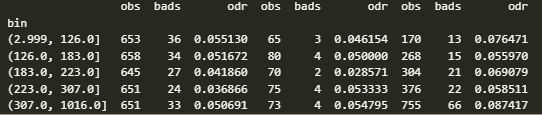 obs bads odr obs bads odr obs bads odr
bin
(2.999, 126.0] 653 36 0.055130 65 3 0.046154 170 13 0.076471
(126.0, 183.0] 658 34 0.051672 80 4 0.050000 268 15 0.055970
(183.0, 223.0] 645 27 0.041860 70 2 0.028571 304 21 0.069079
(223.0, 307.0] 651 24 0.036866 75 4 0.053333 376 22 0.058511
(307.0, 1016.0] 651 33 0.050691 73 4 0.054795 755 66 0.087417